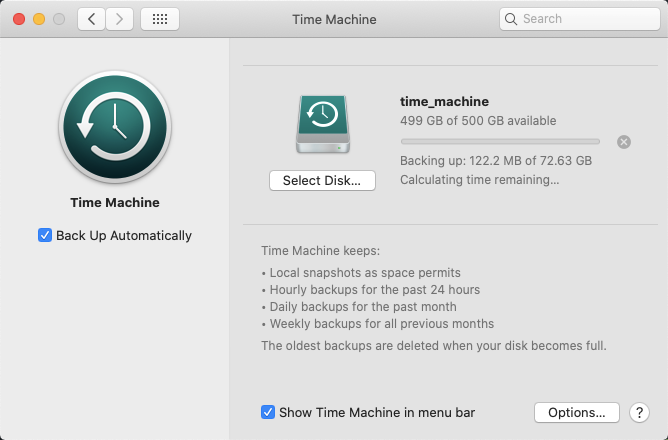 Time Machine
Search
Time Machine
Back Up Automatically
time_machine
499 GB of 500 GB available
Backing up: 122.2 MB of 72.63 GB
Calculating time remaining…
Select Disk…
Time Machine keeps:
• Local snapshots as space permits
• Hourly backups for the past 24 hours
• Daily backups for the past month
• Weekly backups for all previous months
The oldest backups are deleted when your disk becomes full.
Show Time Machine in menu bar
Options…
?